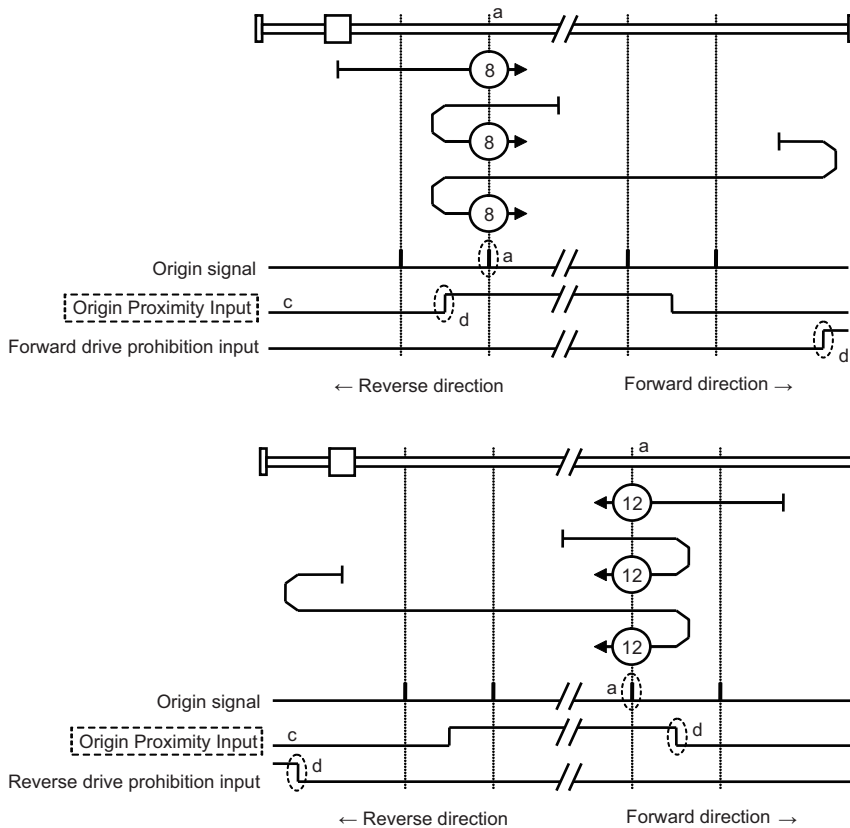 a
8
8
8
Origin signal
a
Origin Proximity Input
c
d
Forward drive prohibition input
d
← Reverse direction Forward direction →
a
12
12
12
Origin signal
a
Origin Proximity Input
c
d
Reverse drive prohibition input
d
← Reverse direction Forward direction →